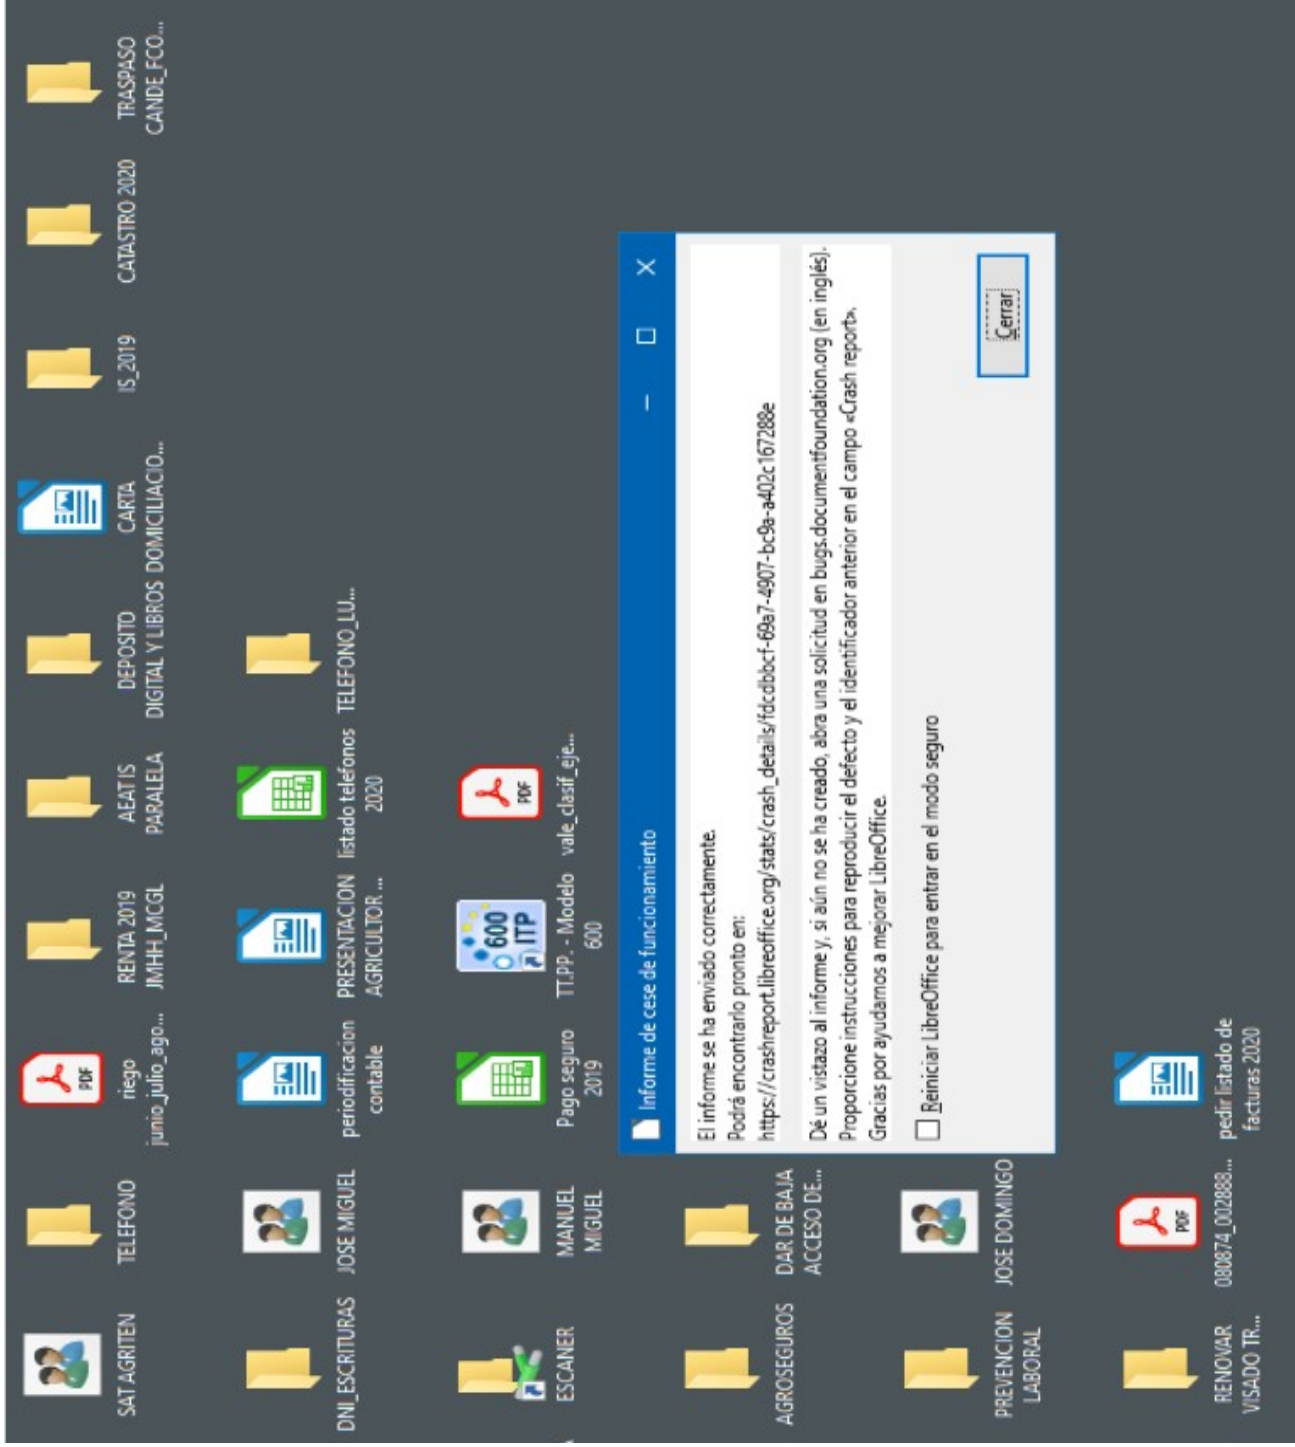 SAT AGRITEN
TELEFONO
riego
junio_julio_ago...
RENTA 2019
JMHH_MCGL
AEAT IS
PARALELA
DEPOSITO
DIGITAL Y LIBROS
CARTA
DOMICILIACIO...
IS_2019
CATASTRO 2020
TRASPASO
CANDE_FCO...
DNI_ESCRITURAS
JOSE MIGUEL
periodificacion
contable
PRESENTACION
AGRICULTOR ...
listado telefonos
2020
TELEFONO_LU...
ESCANER
MANUEL
MIGUEL
PDF
Pago seguro
2019
600
ITP
TT.PP. - Modelo
600
PDF
vale_clasif_eje...
AGROSEGUROS
DAR DE BAJA
ACCESO DE...
PREVENCION
LABORAL
JOSE DOMINGO
RENOVAR
VISADO TR...
PDF
080874_002888...
pedir listado de
facturas 2020
Informe de cese de funcionamiento
El informe se ha enviado correctamente.
Podrá encontrarlo pronto en:
https://crashreport.libreoffice.org/stats/crash_details/fdcdbbcf-69a7-4907-bc9a-a402c167288e
Dé un vistazo al informe y, si aún no se ha creado, abra una solicitud en bugs.documentfoundation.org (en inglés).
Proporcione instrucciones para reproducir el defecto y el identificador anterior en el campo «Crash report».
Gracias por ayudarnos a mejorar LibreOffice.
Reiniciar LibreOffice para entrar en el modo seguro
Cerrar